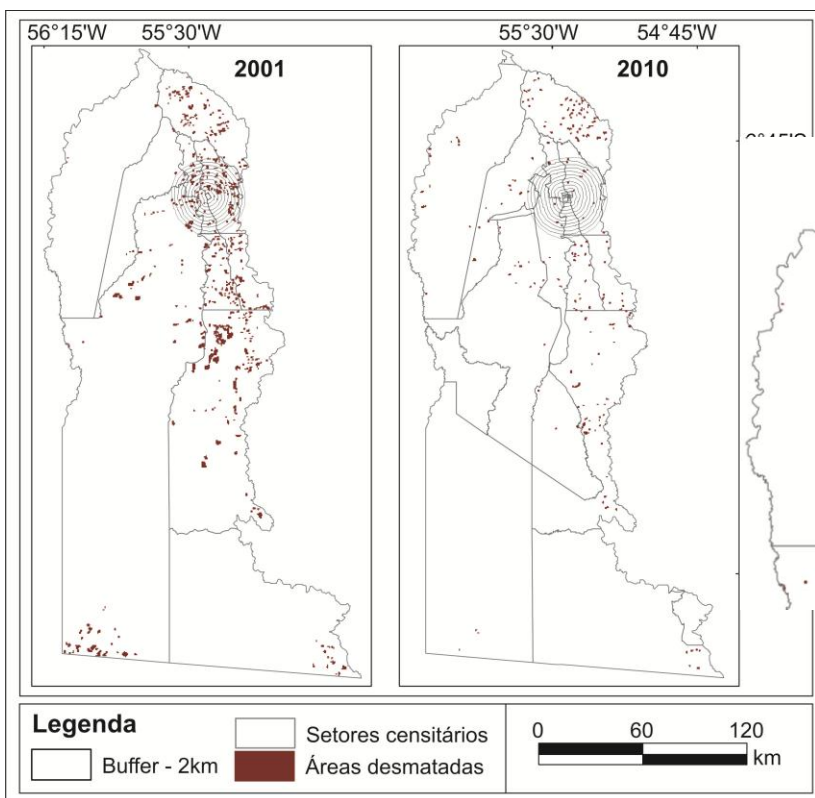 56°15'W 55°30'W 55°30'W 54°45'W
2001 2010
Legenda
Buffer - 2km
Setores censitários
Áreas desmatadas
0 60 120
km